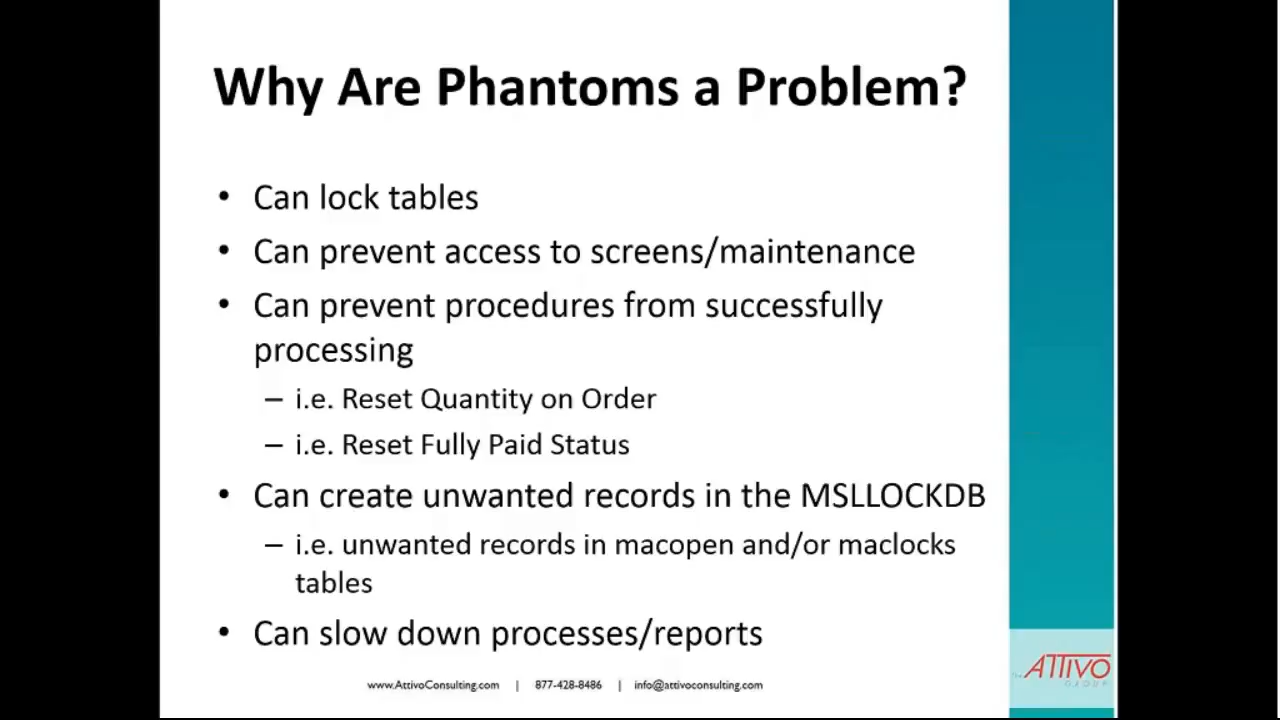 Why Are Phantoms a Problem?
• Can lock tables
• Can prevent access to screens/maintenance
• Can prevent procedures from successfully
processing
– i.e. Reset Quantity on Order
– i.e. Reset Fully Paid Status
• Can create unwanted records in the MSLLOCKDB
– i.e. unwanted records in macopen and/or maclocks
tables
• Can slow down processes/reports
www.AttivoConsulting.com | 877-428-8486 | info@attivoconsulting.com
The ATTIVO
GROUP